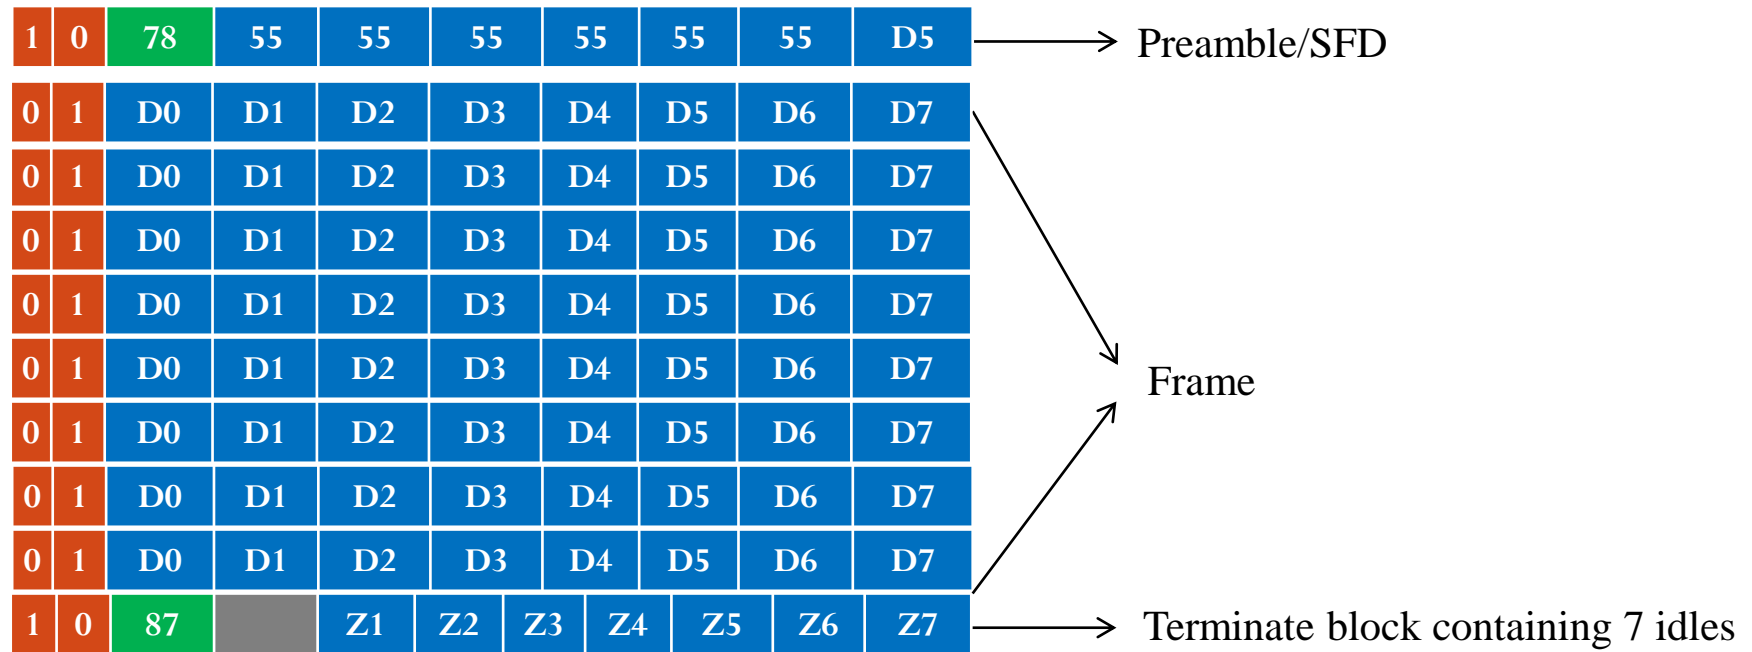 1 0 78 55 55 55 55 55 55 D5 Preamble/SFD
0 1 D0 D1 D2 D3 D4 D5 D6 D7
0 1 D0 D1 D2 D3 D4 D5 D6 D7
0 1 D0 D1 D2 D3 D4 D5 D6 D7
0 1 D0 D1 D2 D3 D4 D5 D6 D7
0 1 D0 D1 D2 D3 D4 D5 D6 D7
Frame
0 1 D0 D1 D2 D3 D4 D5 D6 D7
0 1 D0 D1 D2 D3 D4 D5 D6 D7
0 1 D0 D1 D2 D3 D4 D5 D6 D7
1 0 87 Z1 Z2 Z3 Z4 Z5 Z6 Z7 Terminate block containing 7 idles